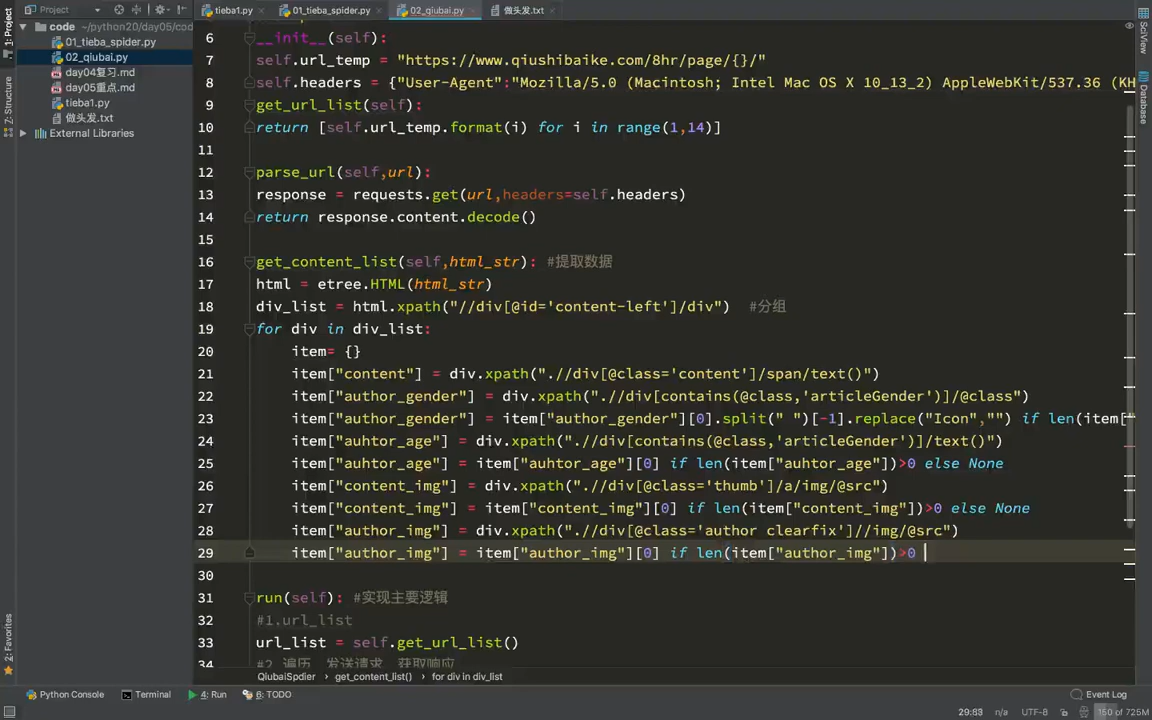 Project
tieba1.py
01_tieba_spider.py
02_qiubai.py
做头发.txt
1: Project
Z: Structure
2: Favorites
SciView
Database
code ~/python20/day05/cod
01_tieba_spider.py
02_qiubai.py
day04复习.md
day05重点.md
tieba1.py
做头发.txt
External Libraries
6 __init__(self):
7 self.url_temp = "https://www.qiushibaike.com/8hr/page/{}/"
8 self.headers = {"User-Agent":"Mozilla/5.0 (Macintosh; Intel Mac OS X 10_13_2) AppleWebKit/537.36 (KH
9 get_url_list(self):
10 return [self.url_temp.format(i) for i in range(1,14)]
11
12 parse_url(self,url):
13 response = requests.get(url,headers=self.headers)
14 return response.content.decode()
15
16 get_content_list(self,html_str): #提取数据
17 html = etree.HTML(html_str)
18 div_list = html.xpath("//div[@id='content-left']/div")  #分组
19 for div in div_list:
20 item= {}
21 item["content"] = div.xpath(".//div[@class='content']/span/text()")
22 item["author_gender"] = div.xpath(".//div[contains(@class,'articleGender')]/@class")
23 item["author_gender"] = item["author_gender"][0].split(" ")[-1].replace("Icon","") if len(item["
24 item["auhtor_age"] = div.xpath(".//div[contains(@class,'articleGender')]/text()")
25 item["auhtor_age"] = item["auhtor_age"][0] if len(item["auhtor_age"])>0 else None
26 item["content_img"] = div.xpath(".//div[@class='thumb']/a/img/@src")
27 item["content_img"] = item["content_img"][0] if len(item["content_img"])>0 else None
28 item["author_img"] = div.xpath(".//div[@class='author clearfix']//img/@src")
29 item["author_img"] = item["author_img"][0] if len(item["author_img"])>0
30
31 run(self): #实现主要逻辑
32 #1.url_list
33 url_list = self.get_url_list()
34 #2 遍历，发送请求，获取响应
QiubaiSpdier
get_content_list()
for div in div_list
Python Console
Terminal
4: Run
6: TODO
Event Log
29:83
n/a
UTF-8
150 of 725M